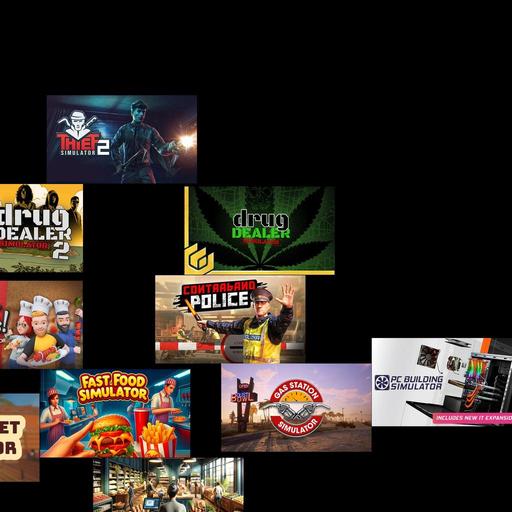 THIEF
SIMULATOR 2
drug
DEALER
SIMULATOR
2
drug
DEALER
SIMULATOR
CONTRABAND
POLICE
!
FAST FOOD
SIMULATOR
GAS STATION
SIMULATOR
PC BUILDING
SIMULATOR
INCLUDES NEW IT EXPANSIO
ET
OR